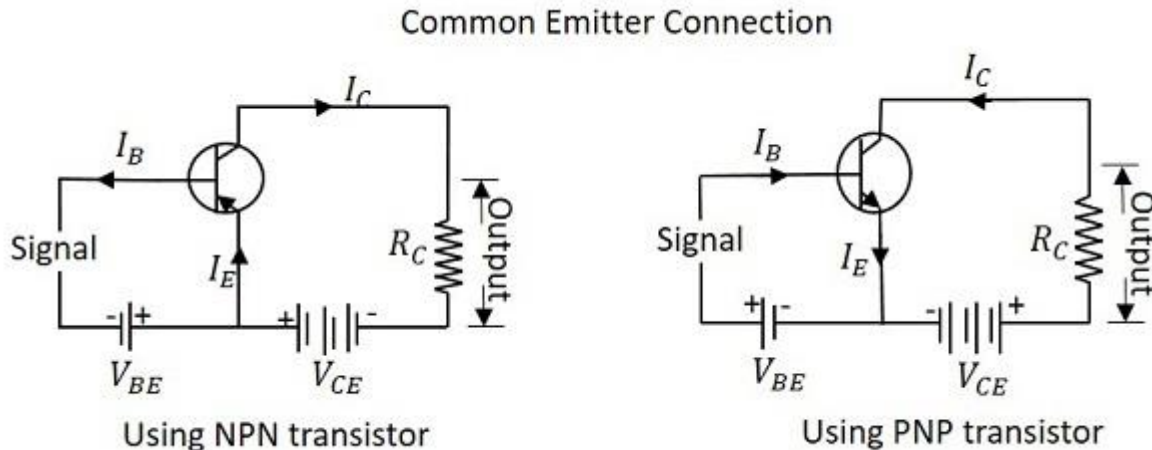 Common Emitter Connection
I_C
I_B
Signal
I_E
R_C
Output
- +
+ -
V_BE
V_CE
Using NPN transistor
I_C
I_B
Signal
I_E
R_C
Output
+ -
- +
V_BE
V_CE
Using PNP transistor